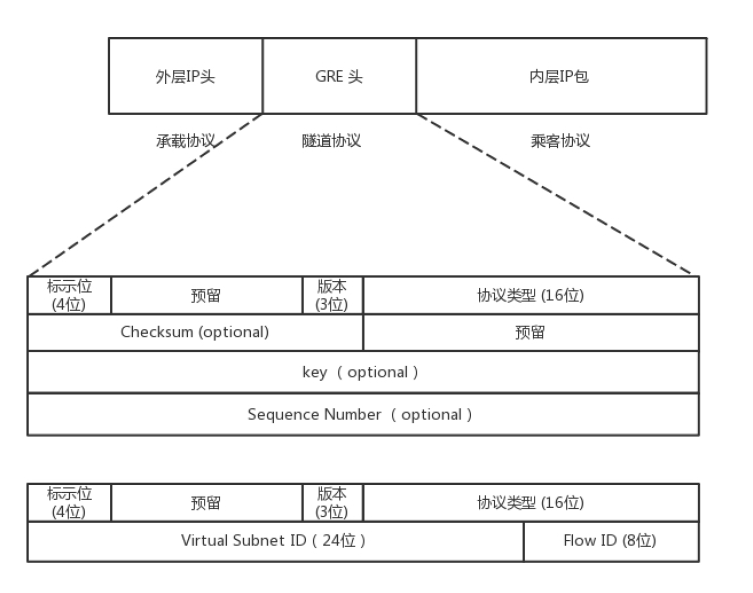 外层IP头 GRE 头 内层IP包
承载协议 隧道协议 乘客协议
标示位
(4位) 预留 版本
(3位) 协议类型 (16位)
Checksum (optional) 预留
key （ optional ）
Sequence Number （ optional ）
标示位
(4位) 预留 版本
(3位) 协议类型 (16位)
Virtual Subnet ID（ 24位 ） Flow ID (8位)